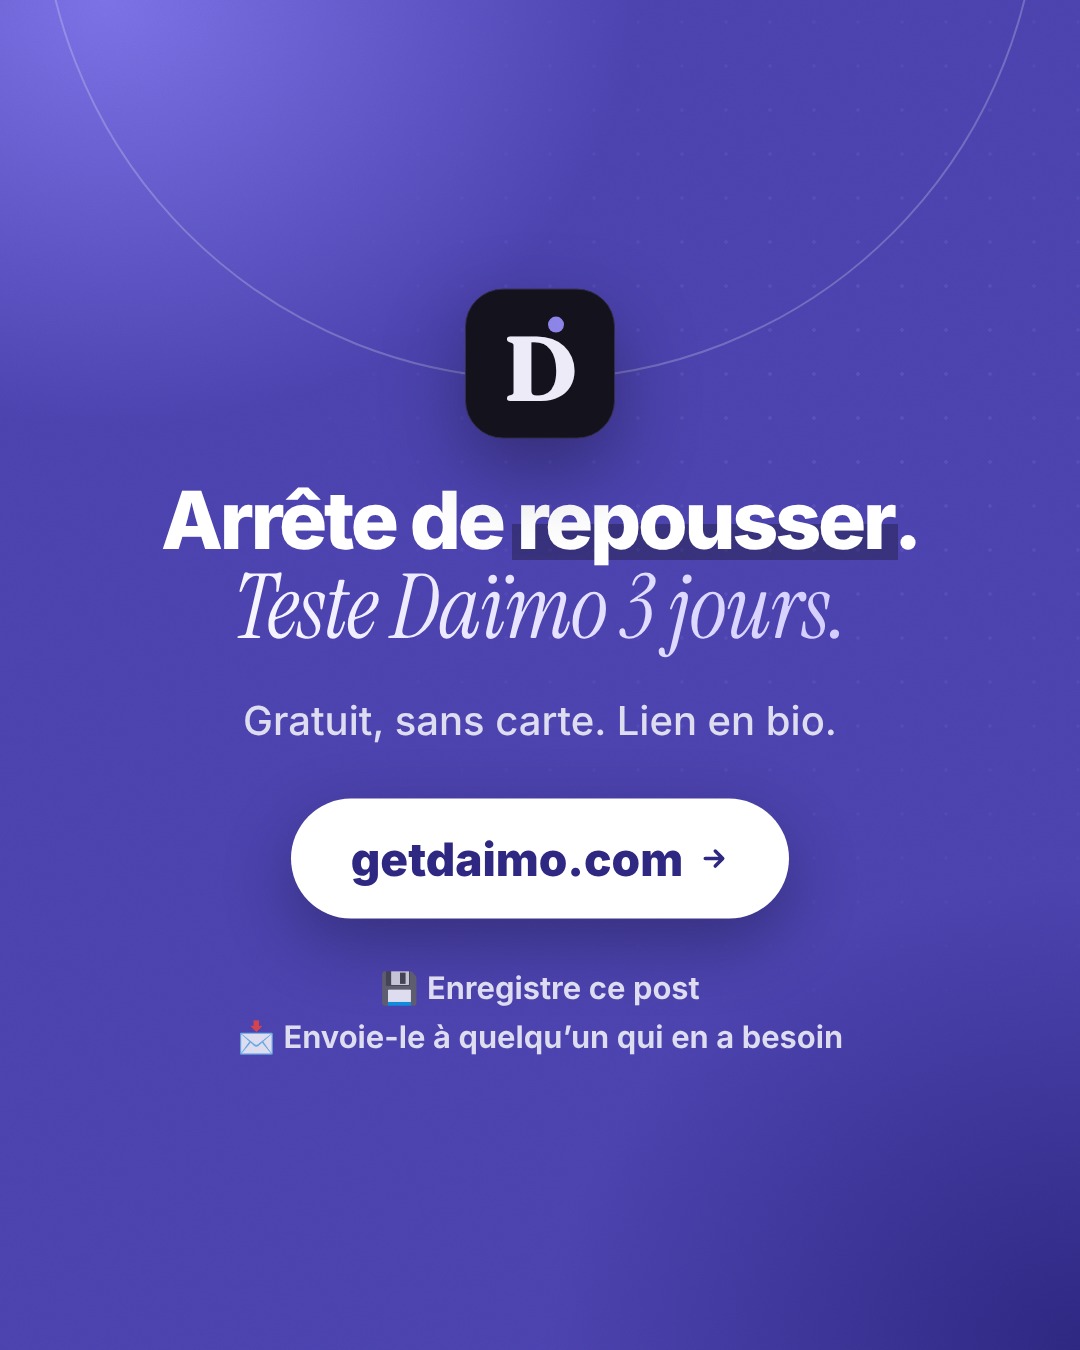 D
Arrête de repousser.
Teste Daïmo 3 jours.
Gratuit, sans carte. Lien en bio.
getdaimo.com →
💾 Enregistre ce post
📩 Envoie-le à quelqu’un qui en a besoin